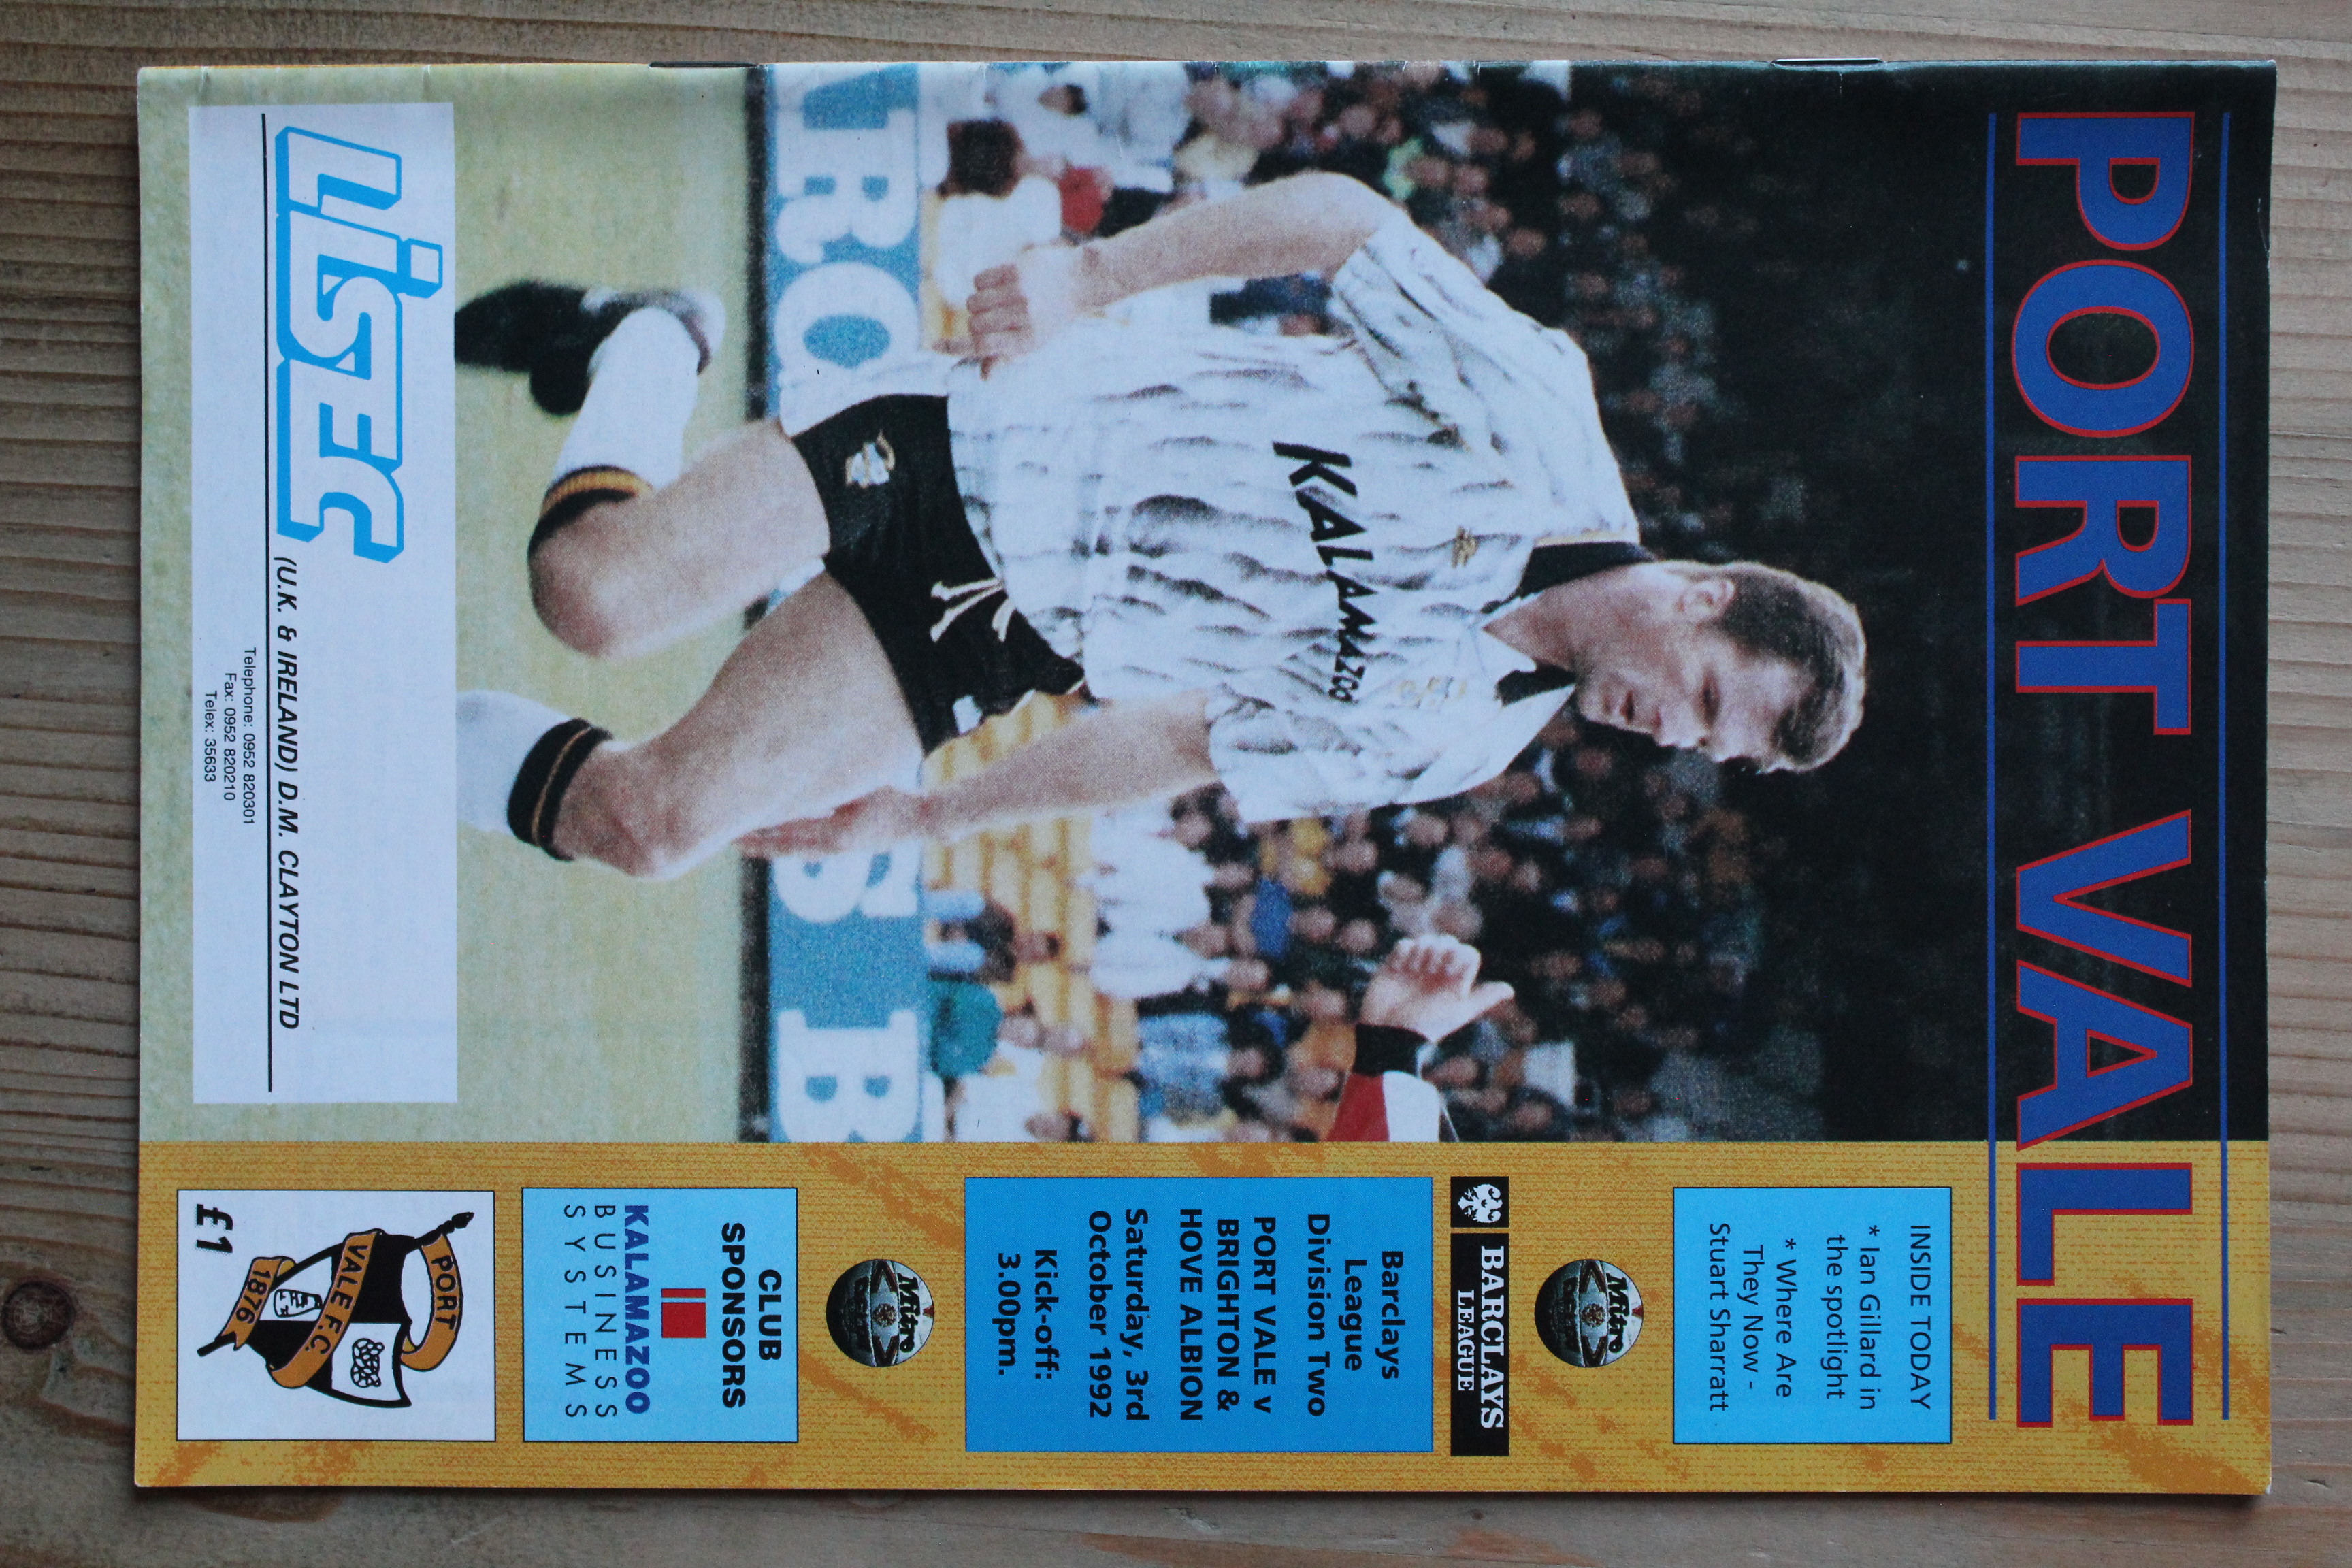 PORT VALE
INSIDE TODAY
* Ian Gillard in
the spotlight
* Where Are
They Now -
Stuart Sharratt
Mitre
BARCLAYS
LEAGUE
Barclays
League
Division Two
PORT VALE v
BRIGHTON &
HOVE ALBION
Saturday, 3rd
October 1992
Kick-off:
3.00pm.
Mitre
CLUB
SPONSORS
KALAMAZOO
BUSINESS
SYSTEMS
PORT
VALE F.C.
1876
£1
KALAMAZOO
LiSEC
(U.K. & IRELAND) D.M. CLAYTON LTD
Telephone: 0952 820301
Fax: 0952 820210
Telex: 35633